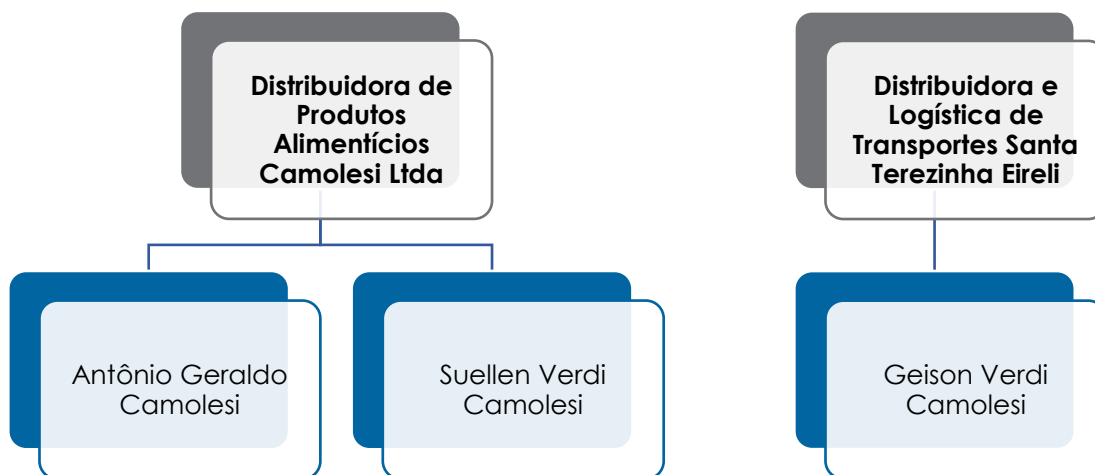 Distribuidora de
Produtos
Alimentícios
Camolesi Ltda
Distribuidora e
Logística de
Transportes Santa
Terezinha Eireli
Antônio Geraldo
Camolesi
Suellen Verdi
Camolesi
Geison Verdi
Camolesi